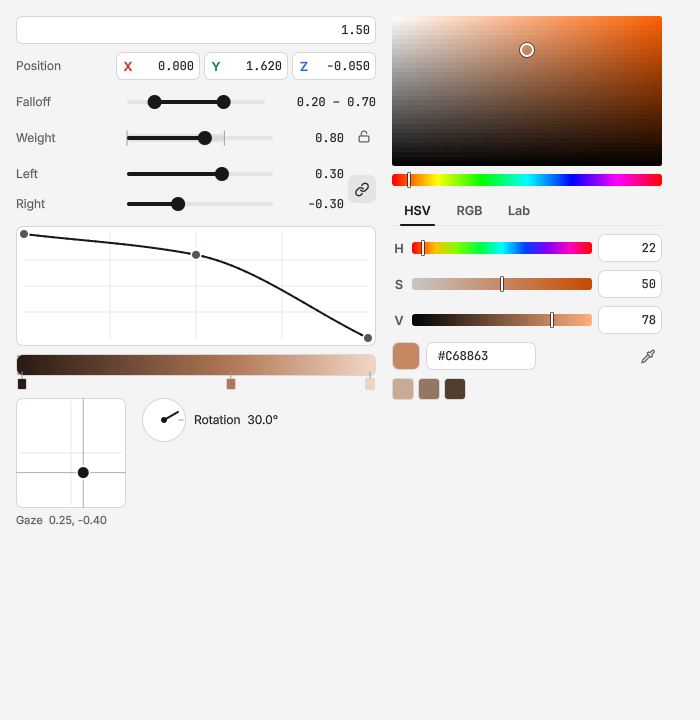 1.50
Position X 0.000 Y 1.620 Z -0.050
Falloff 0.20 – 0.70
Weight 0.80
Left 0.30
Right -0.30
Rotation 30.0°
Gaze 0.25, -0.40
HSV RGB Lab
H 22
S 50
V 78
#C68863